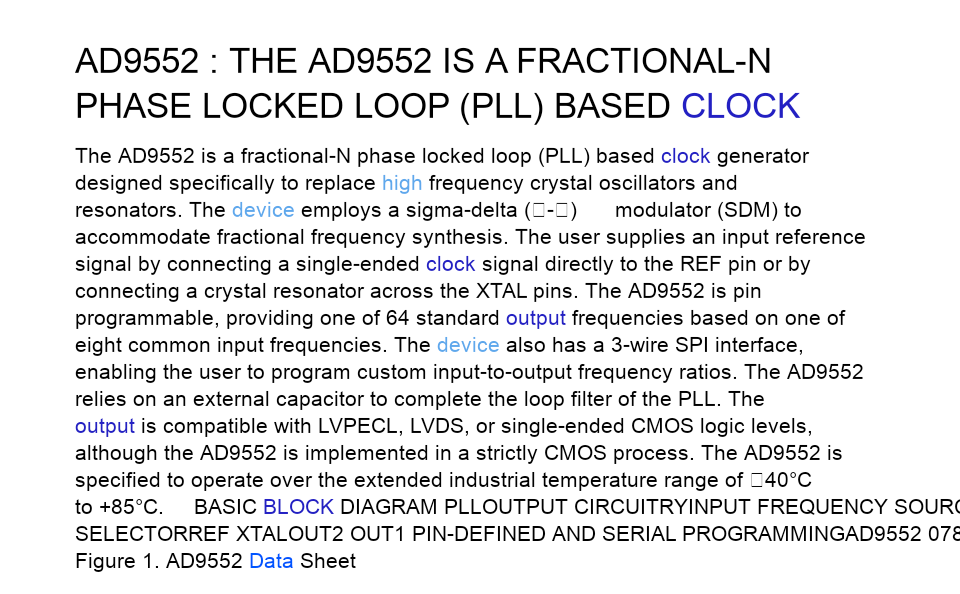 AD9552 : THE AD9552 IS A FRACTIONAL-N
PHASE LOCKED LOOP (PLL) BASED CLOCK
The AD9552 is a fractional-N phase locked loop (PLL) based clock generator
designed specifically to replace high frequency crystal oscillators and
resonators. The device employs a sigma-delta (□-□) modulator (SDM) to
accommodate fractional frequency synthesis. The user supplies an input reference
signal by connecting a single-ended clock signal directly to the REF pin or by
connecting a crystal resonator across the XTAL pins. The AD9552 is pin
programmable, providing one of 64 standard output frequencies based on one of
eight common input frequencies. The device also has a 3-wire SPI interface,
enabling the user to program custom input-to-output frequency ratios. The AD9552
relies on an external capacitor to complete the loop filter of the PLL. The
output is compatible with LVPECL, LVDS, or single-ended CMOS logic levels,
although the AD9552 is implemented in a strictly CMOS process. The AD9552 is
specified to operate over the extended industrial temperature range of □40°C
to +85°C. BASIC BLOCK DIAGRAM PLLOUTPUT CIRCUITRYINPUT FREQUENCY SOURC
SELECTORREF XTALOUT2 OUT1 PIN-DEFINED AND SERIAL PROGRAMMINGAD9552 078
Figure 1. AD9552 Data Sheet